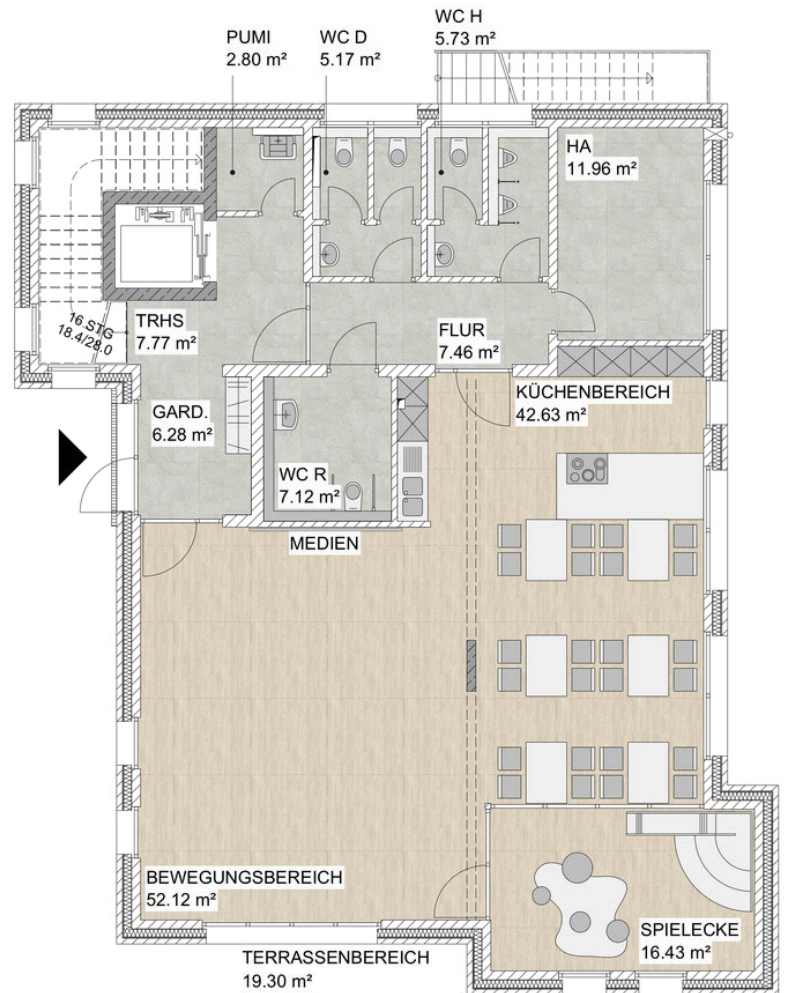 WC H
5.73 m²
PUMI
2.80 m²
WC D
5.17 m²
HA
11.96 m²
TRHS
7.77 m²
16.STG
18.4/28.0
FLUR
7.46 m²
KÜCHENBEREICH
42.63 m²
GARD.
6.28 m²
WC R
7.12 m²
MEDIEN
BEWEGUNGSBEREICH
52.12 m²
SPIELECKE
16.43 m²
TERRASSENBEREICH
19.30 m²